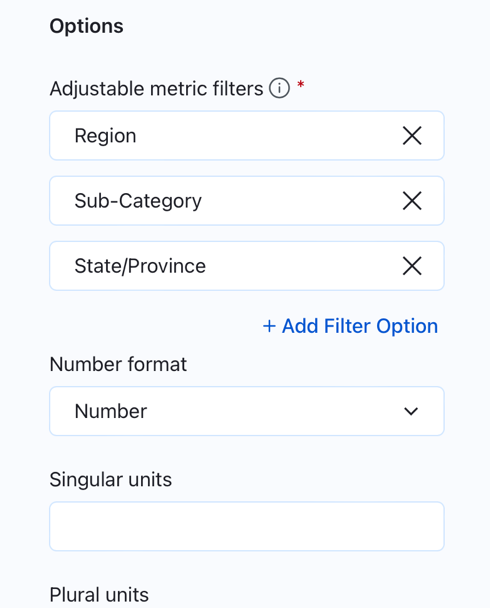 Options
Adjustable metric filters ⓘ *
Region
Sub-Category
State/Province
+ Add Filter Option
Number format
Number
Singular units
Plural units